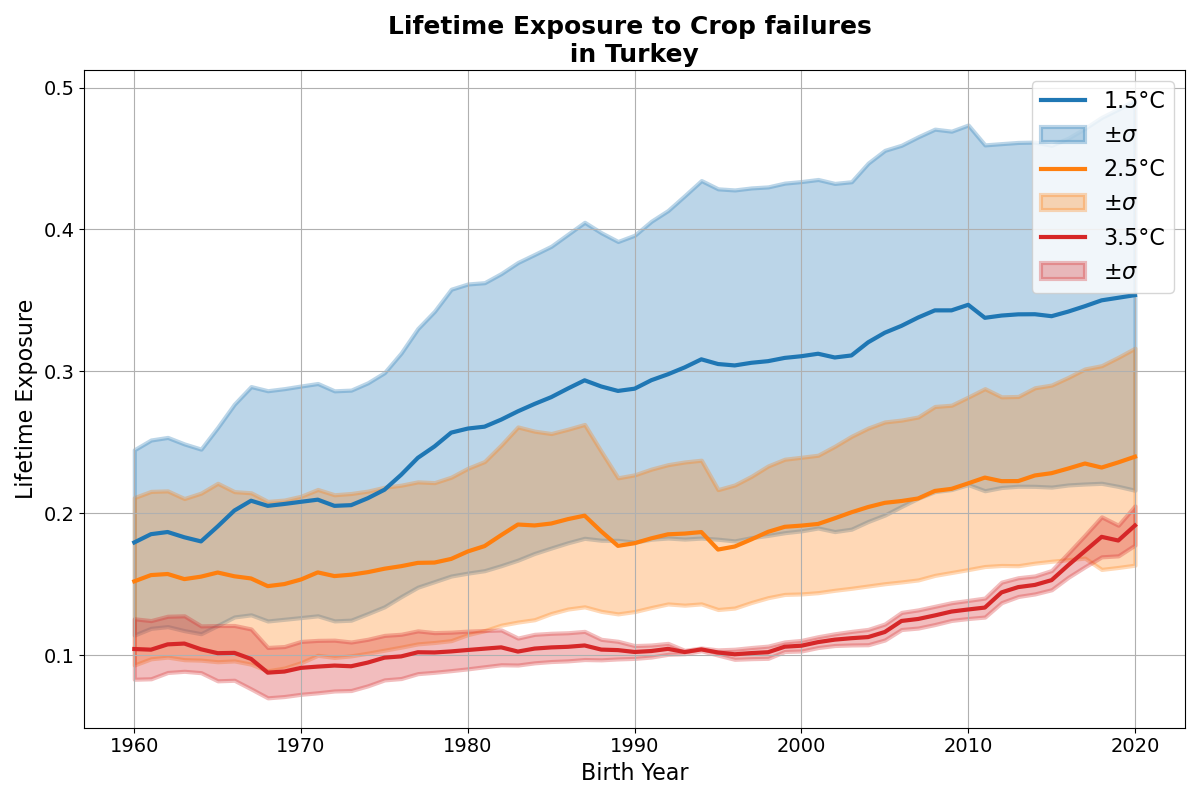 Lifetime Exposure to Crop failures
in Turkey
1.5°C
±σ
2.5°C
±σ
3.5°C
±σ
Lifetime Exposure
0.5
0.4
0.3
0.2
0.1
1960 1970 1980 1990 2000 2010 2020
Birth Year